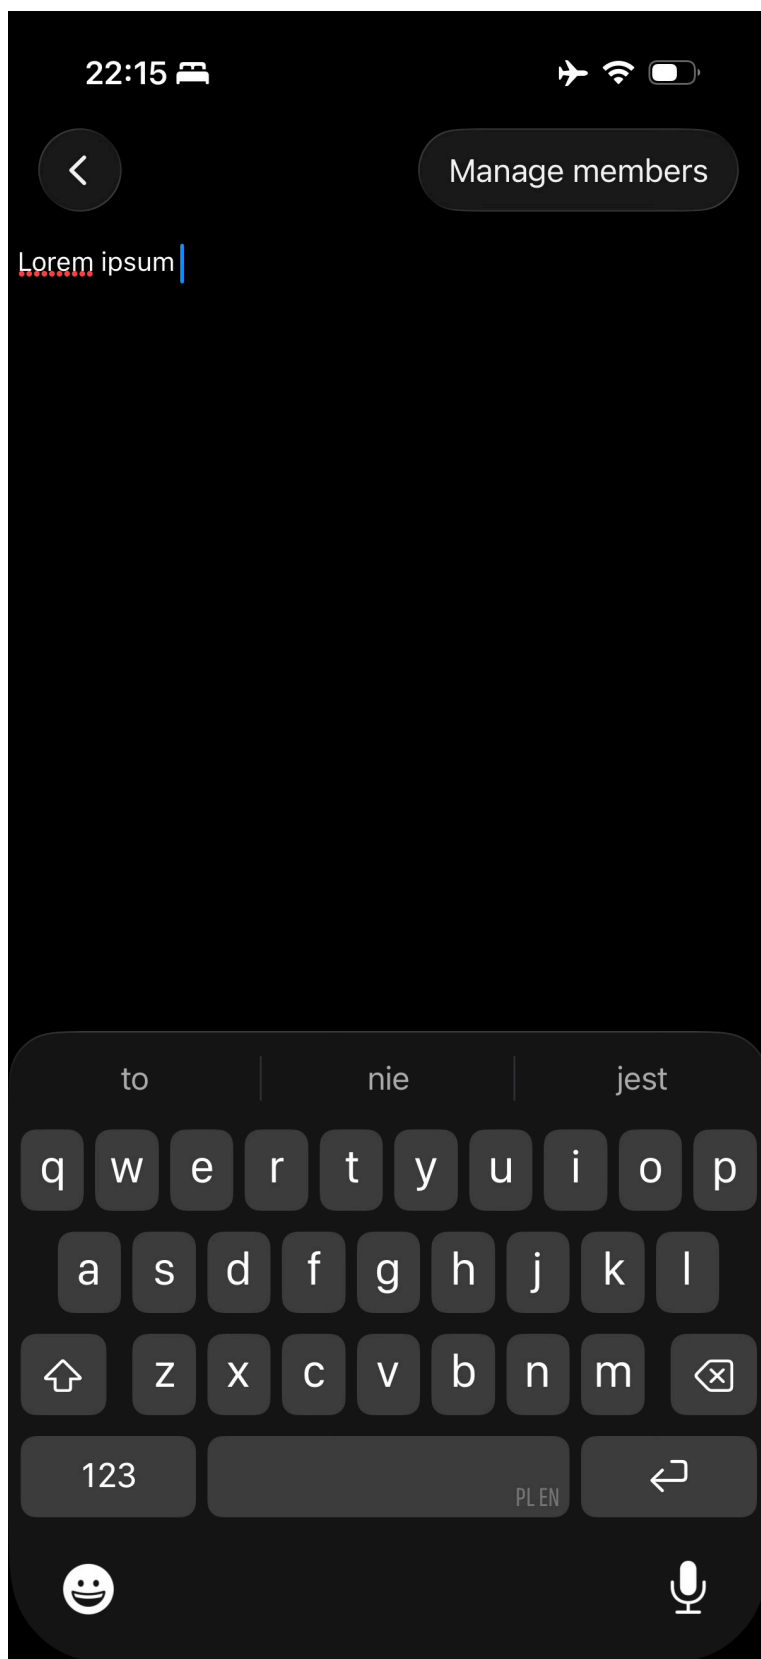 22:15
Manage members
Lorem ipsum
to nie jest
q w e r t y u i o p
a s d f g h j k l
z x c v b n m
123
PL EN